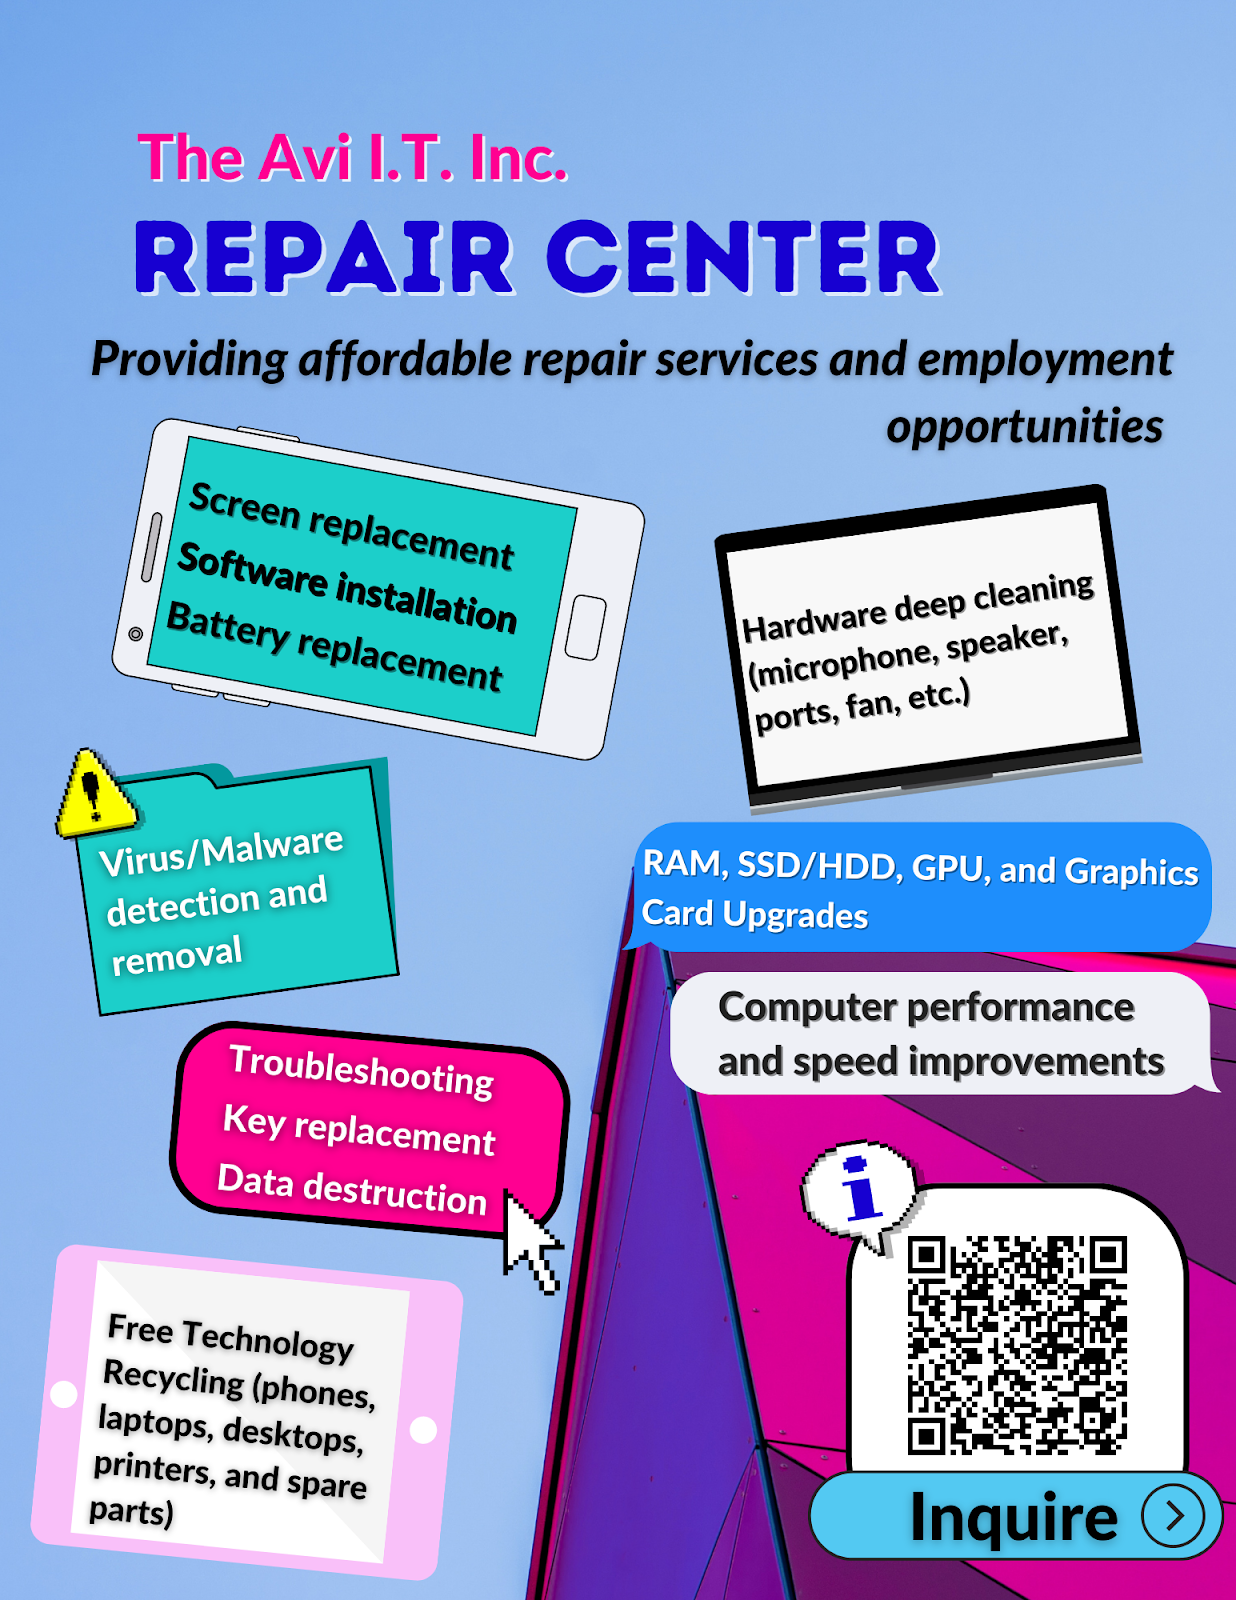 The Avi I.T. Inc.
REPAIR CENTER
Providing affordable repair services and employment
opportunities
Screen replacement
Software installation
Battery replacement
Hardware deep cleaning
(microphone, speaker,
ports, fan, etc.)
Virus/Malware
detection and
removal
RAM, SSD/HDD, GPU, and Graphics
Card Upgrades
Computer performance
and speed improvements
Troubleshooting
Key replacement
Data destruction
i
Free Technology
Recycling (phones,
laptops, desktops,
printers, and spare
parts)
Inquire